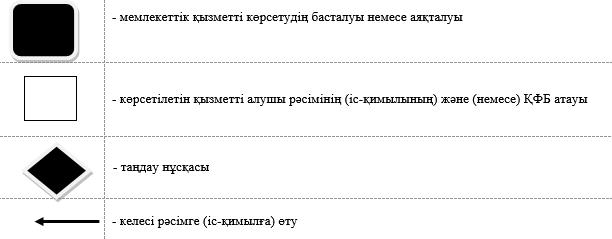 - мемлекеттік қызметті көрсетудің басталуы немесе аяқталуы
- көрсетілетін қызметті алушы рәсімінің (іс-қимылының) және (немесе) ҚФБ атауы
- таңдау нұсқасы
- келесі рәсімге (іс-қимылға) өту